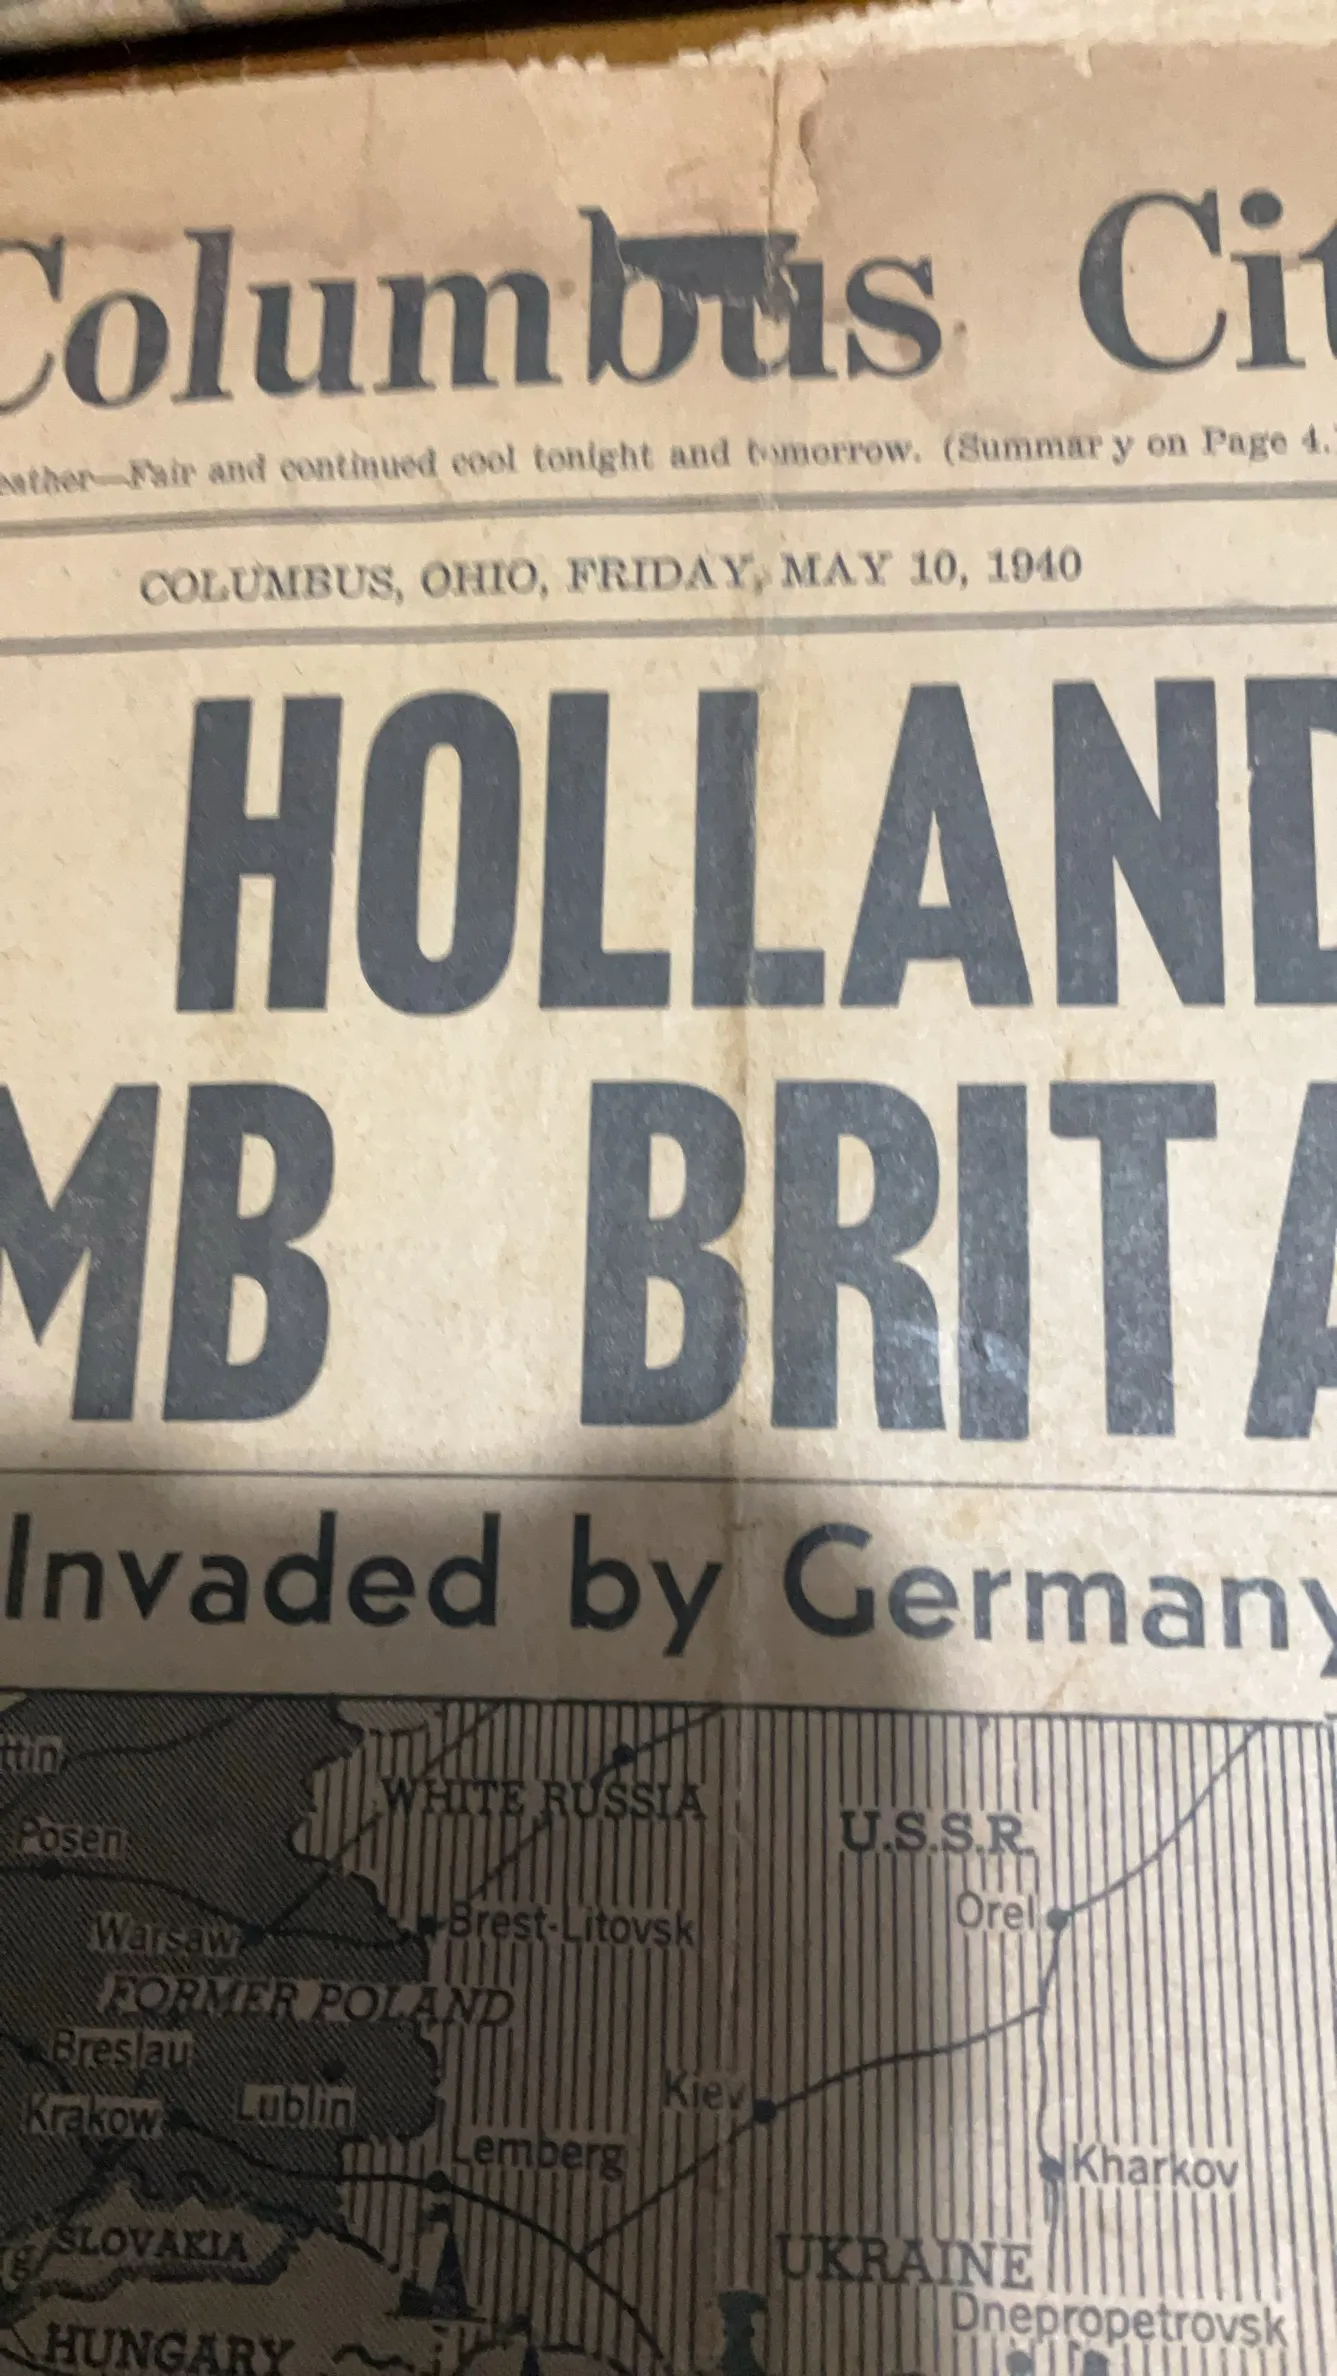 Columbus Cit
eather—Fair and continued cool tonight and tomorrow. (Summar y on Page 4.
COLUMBUS, OHIO, FRIDAY, MAY 10, 1940
HOLLAND
MB BRITA
Invaded by Germany
ttin
WHITE RUSSIA
Posen
U.S.S.R.
Orel
Warsaw
Brest-Litovsk
FORMER POLAND
Breslau
Kiev
Krakow
Lublin
Lemberg
Kharkov
SLOVAKIA
g
UKRAINE
Dnepropetrovsk
HUNGARY